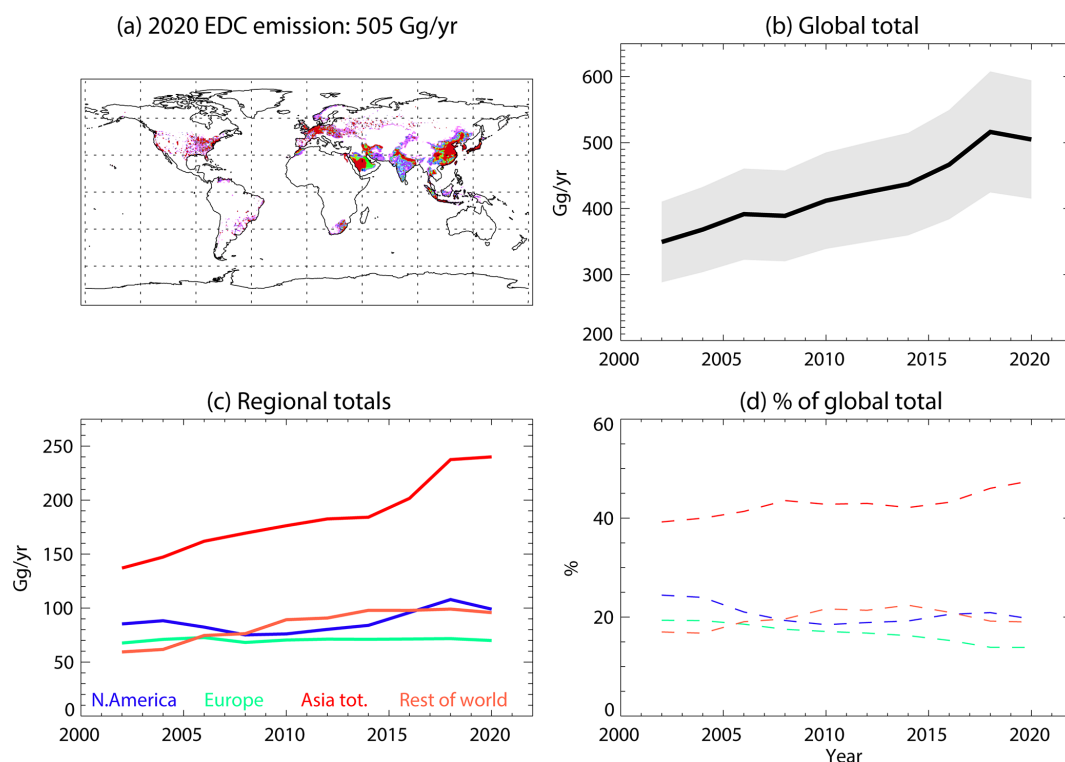 (a) 2020 EDC emission: 505 Gg/yr
(b) Global total
600
500
400
300
200
Gg/yr
2000 2005 2010 2015 2020
(c) Regional totals
250
200
150
100
50
0
Gg/yr
N.America Europe Asia tot. Rest of world
2000 2005 2010 2015 2020
(d) % of global total
60
40
20
0
%
2000 2005 2010 2015 2020
Year